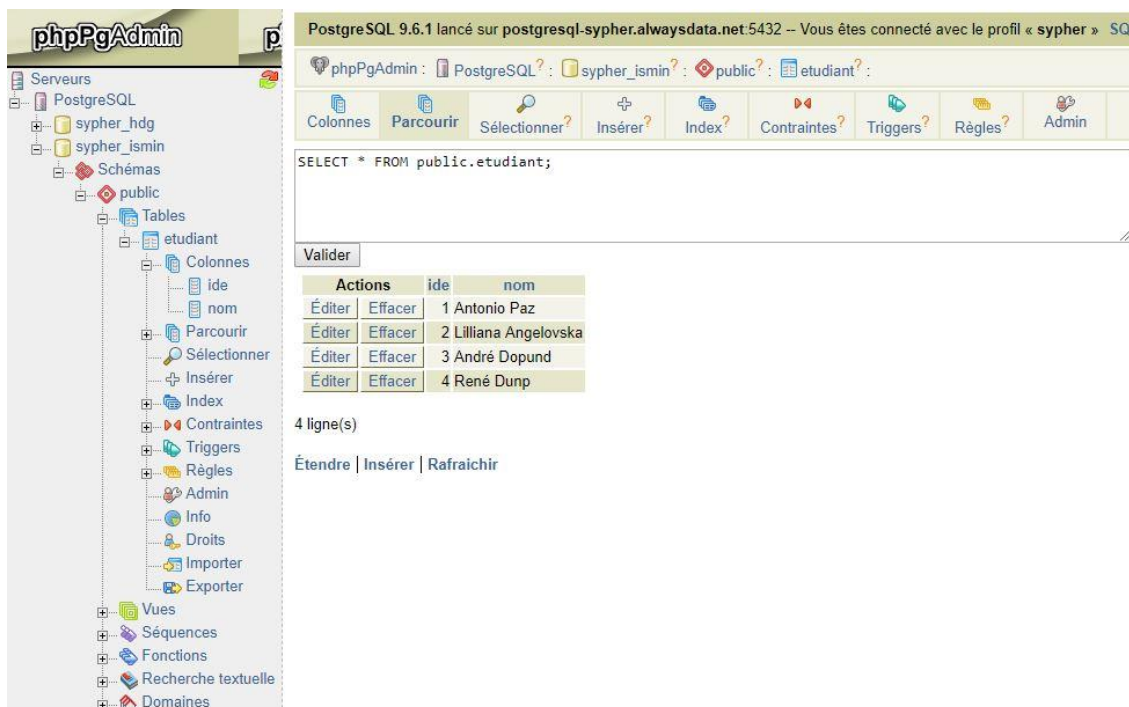 phpPgAdmin
Serveurs
PostgreSQL
sypher_hdg
sypher_ismin
Schémas
public
Tables
etudiant
Colonnes
ide
nom
Parcourir
Sélectionner
Insérer
Index
Contraintes
Triggers
Règles
Admin
Info
Droits
Importer
Exporter
Vues
Séquences
Fonctions
Recherche textuelle
Domaines
PostgreSQL 9.6.1 lancé sur postgresql-sypher.alwaysdata.net:5432 -- Vous êtes connecté avec le profil « sypher » SQ
phpPgAdmin : PostgreSQL? : sypher_ismin? : public? : etudiant? :
Colonnes Parcourir Sélectionner? Insérer? Index? Contraintes? Triggers? Règles? Admin
SELECT * FROM public.etudiant;
Valider
Actions ide nom
Éditer Effacer 1 Antonio Paz
Éditer Effacer 2 Lilliana Angelovska
Éditer Effacer 3 André Dopund
Éditer Effacer 4 René Dunp
4 ligne(s)
Étendre | Insérer | Rafraichir